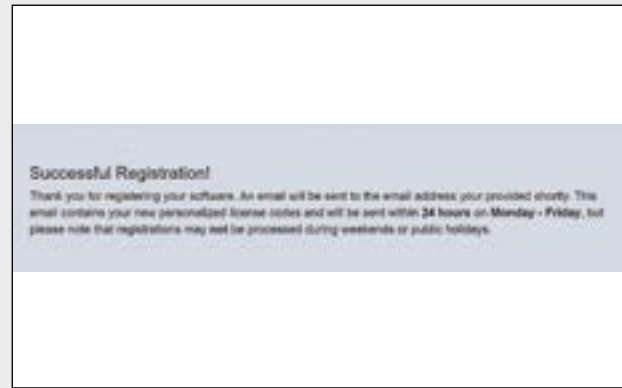 Successful Registration!
Thank you for registering your software. An email will be sent to the email address your provided shortly. This
email contains your new personalized license codes and will be sent within 24 hours on Monday - Friday, but
please note that registrations may not be processed during weekends or public holidays.